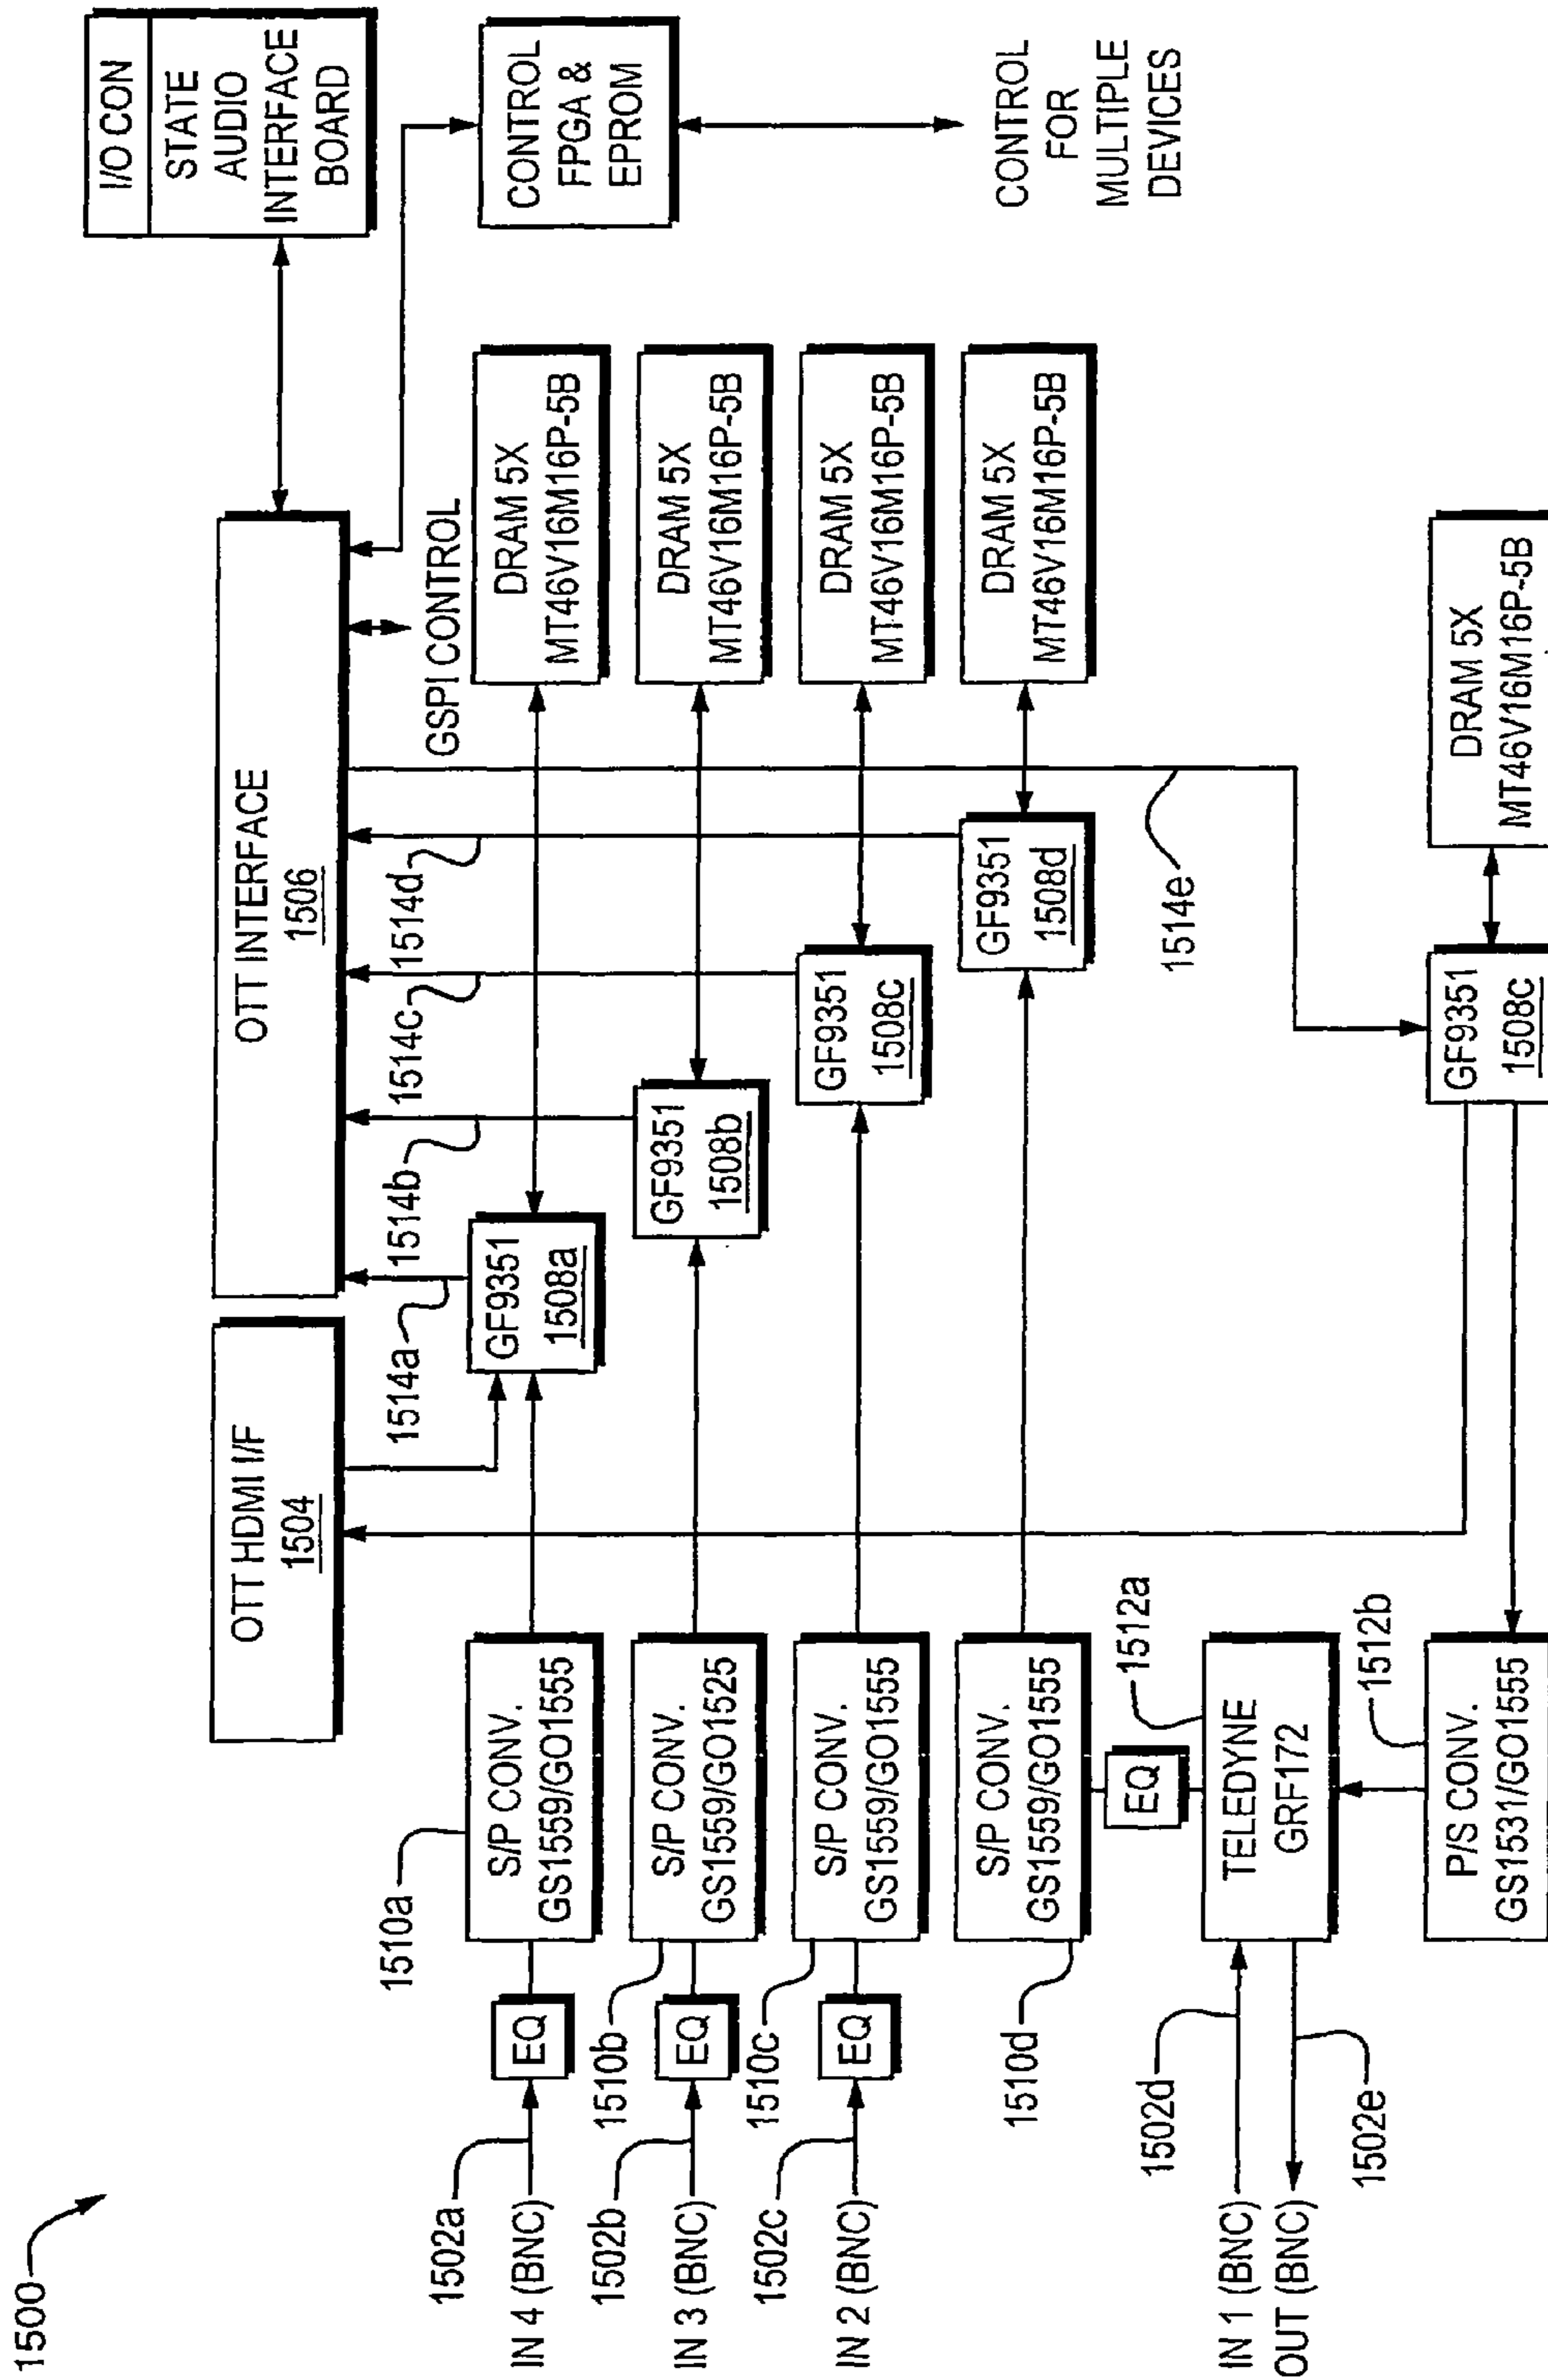 1500
OTT HDMI I/F
1504
OTT INTERFACE
1506
I/O CON
STATE
AUDIO
INTERFACE
BOARD
GSPI CONTROL
CONTROL
FPGA &
EPROM
CONTROL
FOR
MULTIPLE
DEVICES
1514a
1514b
1514c
1514d
1502a
IN 4 (BNC)
EQ
1510a
S/P CONV.
GS1559/GO1555
GF9351
1508a
DRAM 5X
MT46V16M16P-5B
1502b
IN 3 (BNC)
EQ
1510b
S/P CONV.
GS1559/GO1525
GF9351
1508b
DRAM 5X
MT46V16M16P-5B
1502c
IN 2 (BNC)
EQ
1510c
S/P CONV.
GS1559/GO1555
GF9351
1508c
DRAM 5X
MT46V16M16P-5B
1510d
S/P CONV.
GS1559/GO1555
GF9351
1508d
DRAM 5X
MT46V16M16P-5B
EQ
1512a
1514e
1502d
IN 1 (BNC)
OUT (BNC)
1502e
TELEDYNE
GRF172
1512b
P/S CONV.
GS1531/GO1555
GF9351
1508c
DRAM 5X
MT46V16M16P-5B